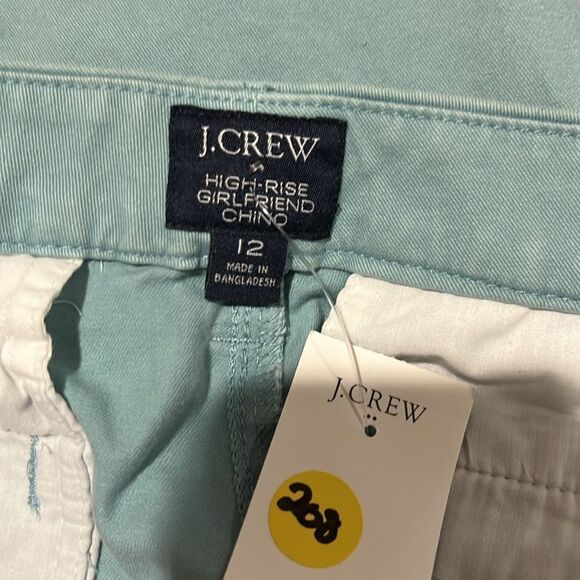 J.CREW
HIGH-RISE
GIRLFRIEND
CHINO
12
MADE IN
BANGLADESH
J.CREW
208